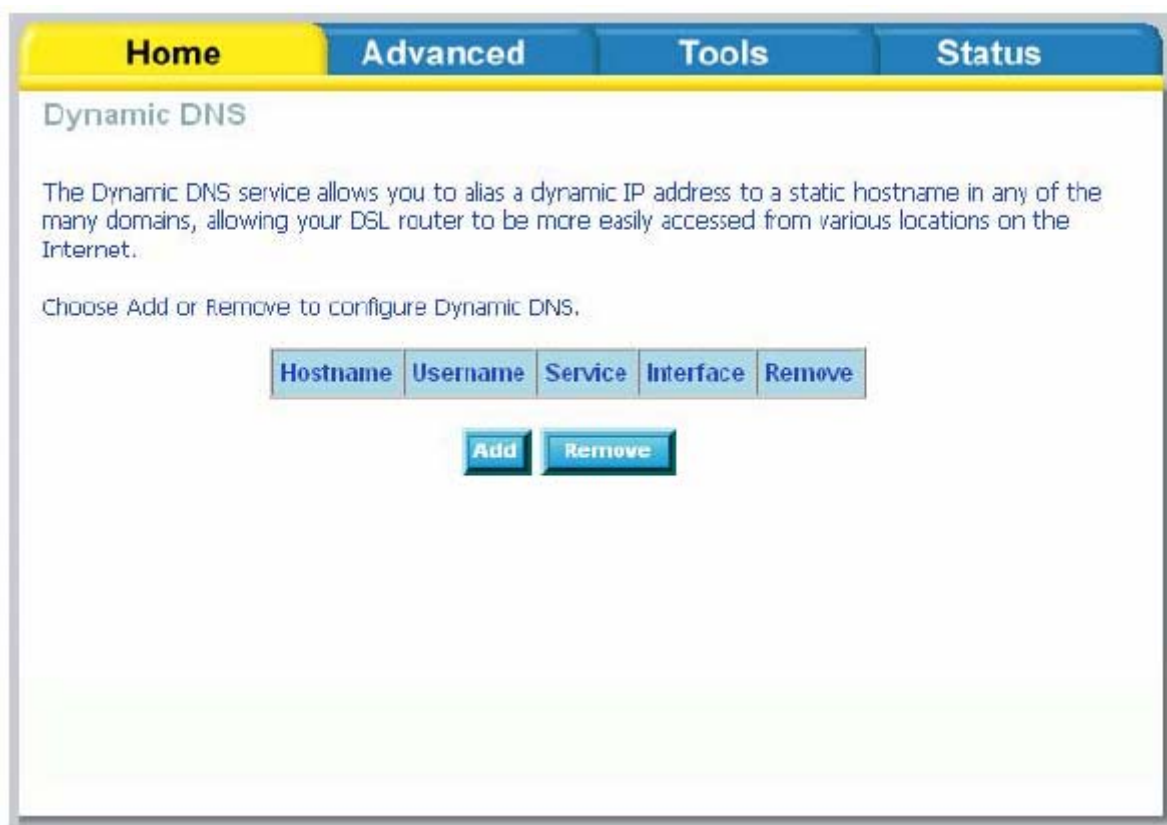 Home Advanced Tools Status
Dynamic DNS
The Dynamic DNS service allows you to alias a dynamic IP address to a static hostname in any of the
many domains, allowing your DSL router to be more easily accessed from various locations on the
Internet.
Choose Add or Remove to configure Dynamic DNS.
Hostname Username Service Interface Remove
Add Remove